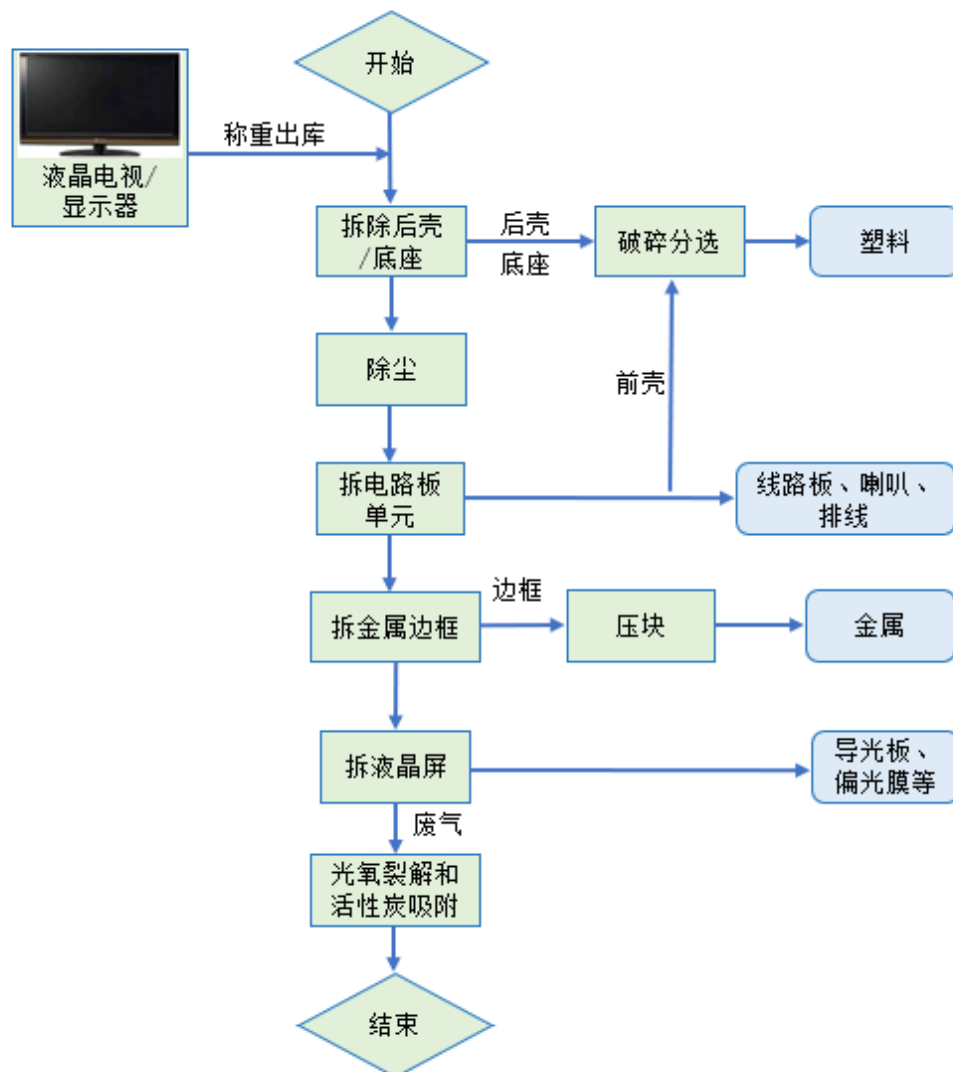 开始
称重出库
液晶电视/
显示器
拆除后壳
/底座
后壳
底座
破碎分选
塑料
除尘
前壳
拆电路板
单元
线路板、喇叭、
排线
拆金属边框
边框
压块
金属
拆液晶屏
导光板、
偏光膜等
废气
光氧裂解和
活性炭吸附
结束